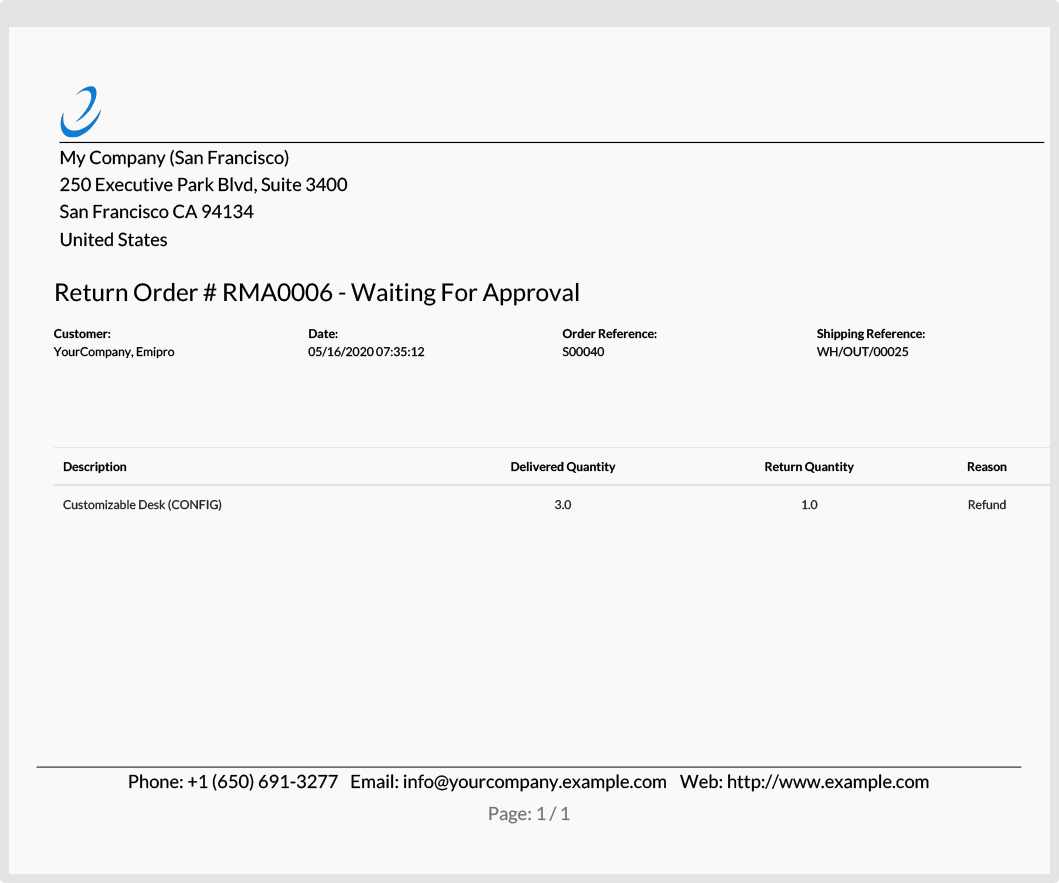 My Company (San Francisco)
250 Executive Park Blvd, Suite 3400
San Francisco CA 94134
United States
Return Order # RMA0006 - Waiting For Approval
Customer: Date: Order Reference: Shipping Reference:
YourCompany, Emipro 05/16/2020 07:35:12 S00040 WH/OUT/00025
Description Delivered Quantity Return Quantity Reason
Customizable Desk (CONFIG) 3.0 1.0 Refund
Phone: +1 (650) 691-3277 Email: info@yourcompany.example.com Web: http://www.example.com
Page: 1 / 1